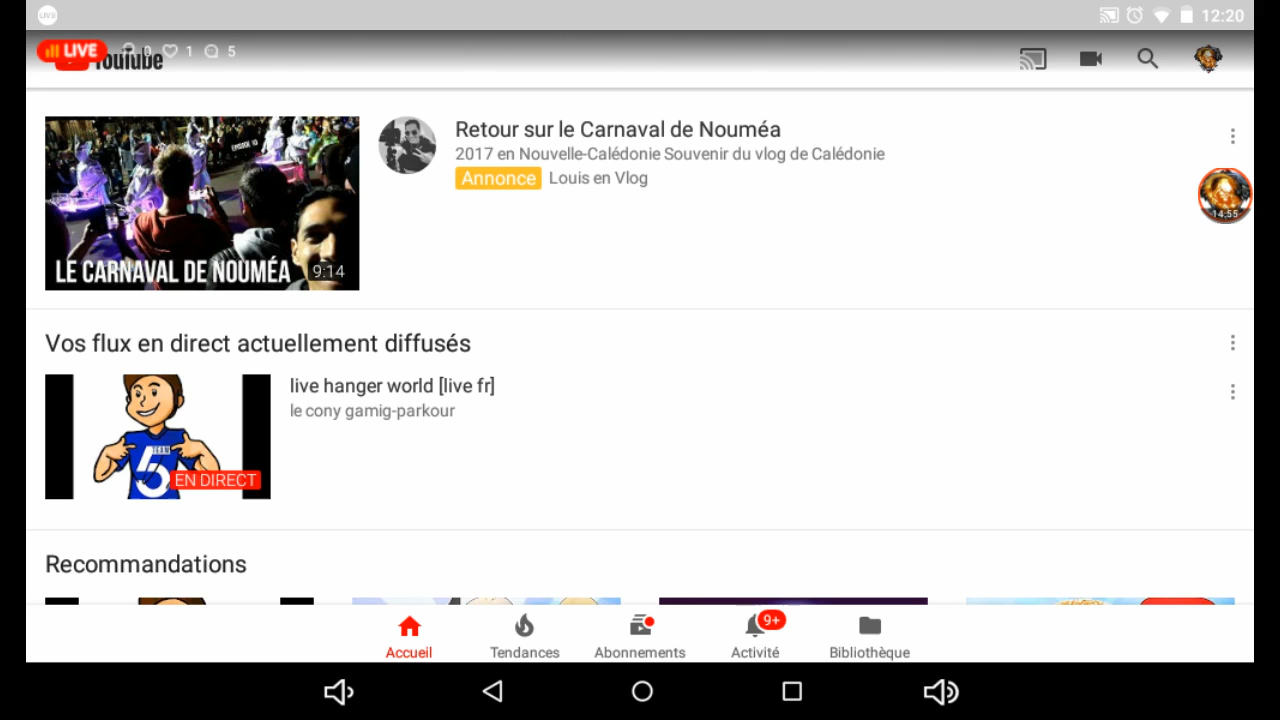 LIVE
12:20
LIVE 0 1 5
YouTube
Retour sur le Carnaval de Nouméa
2017 en Nouvelle-Calédonie Souvenir du vlog de Calédonie
Annonce Louis en Vlog
14:55
LE CARNAVAL DE NOUMÉA 9:14
Vos flux en direct actuellement diffusés
live hanger world [live fr]
le cony gamig-parkour
TEAM
5
EN DIRECT
Recommandations
9+
Accueil Tendances Abonnements Activité Bibliothèque